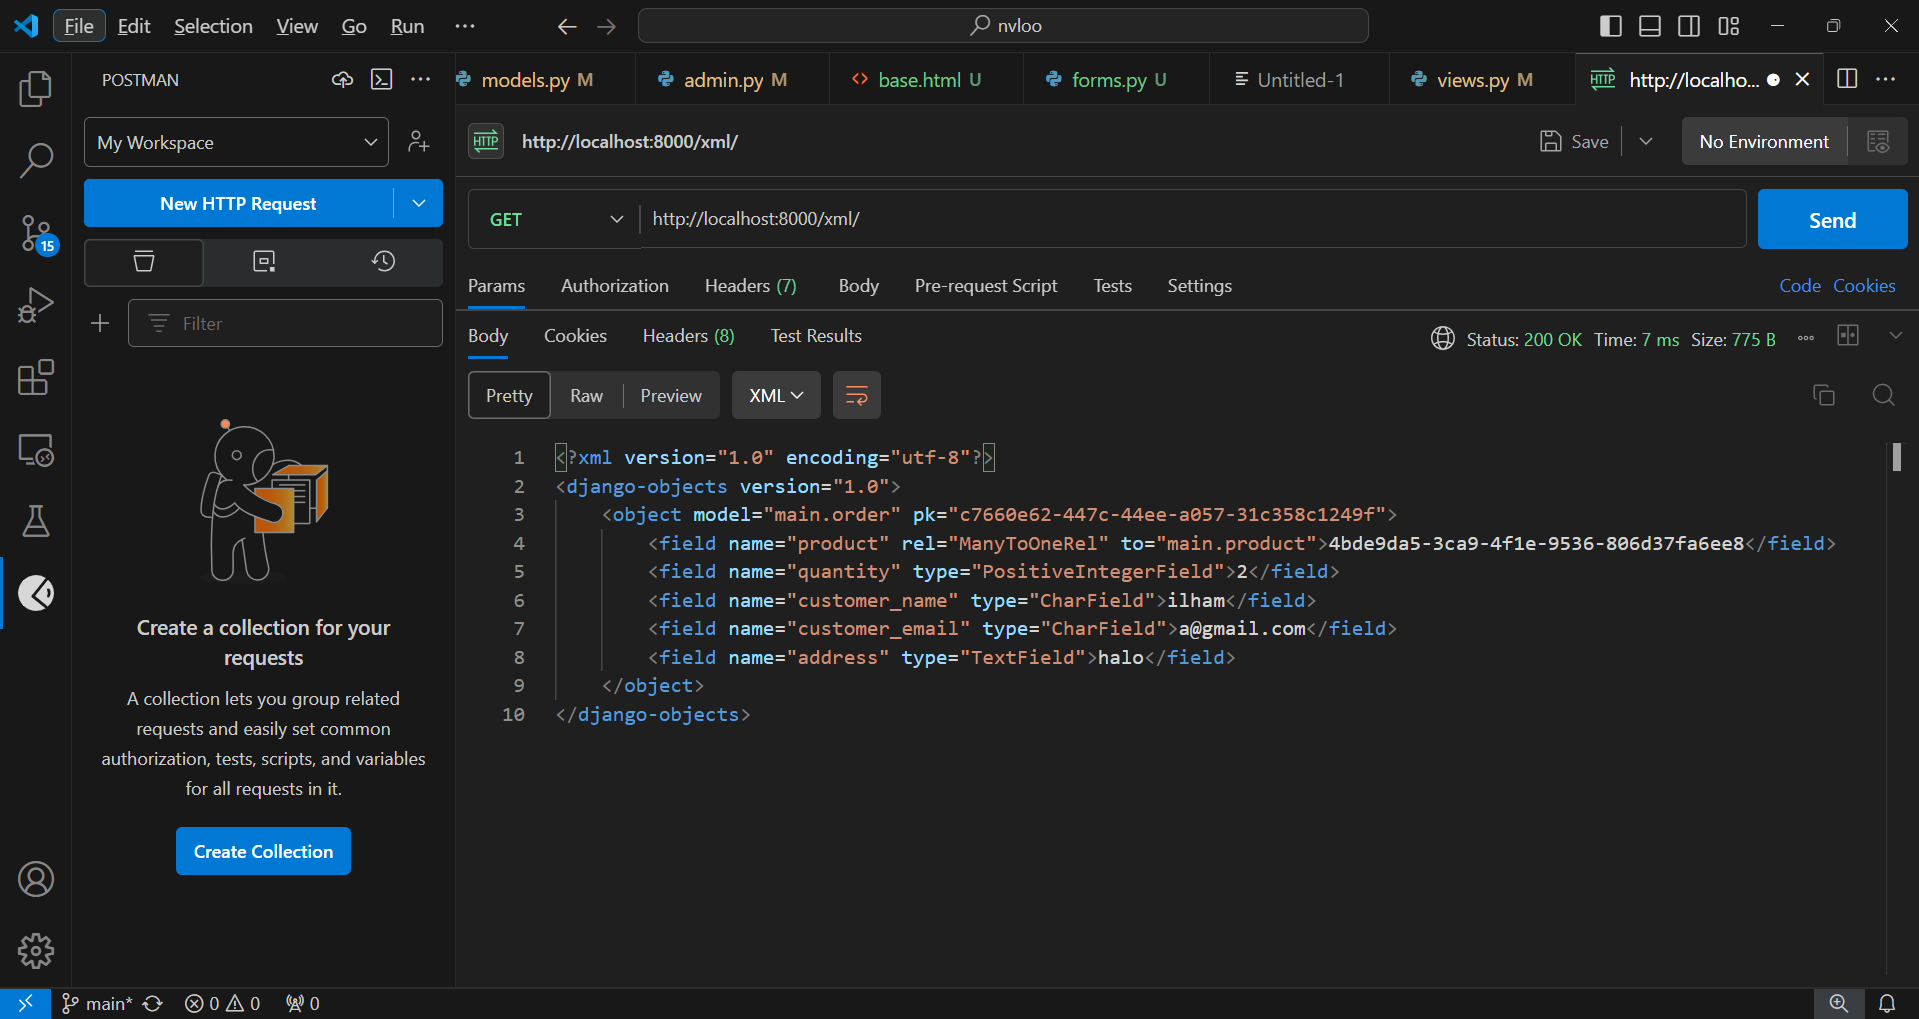 File Edit Selection View Go Run ··· nvloo
POSTMAN
models.py M admin.py M base.html U forms.py U Untitled-1 views.py M http://localho...
My Workspace
http://localhost:8000/xml/
Save
No Environment
New HTTP Request
GET http://localhost:8000/xml/
Send
15
Params Authorization Headers (7) Body Pre-request Script Tests Settings
Code Cookies
Filter
Body Cookies Headers (8) Test Results
Status: 200 OK Time: 7 ms Size: 775 B
Pretty Raw Preview XML
1 <?xml version="1.0" encoding="utf-8"?>
2 <django-objects version="1.0">
3 <object model="main.order" pk="c7660e62-447c-44ee-a057-31c358c1249f">
4 <field name="product" rel="ManyToOneRel" to="main.product">4bde9da5-3ca9-4f1e-9536-806d37fa6ee8</field>
5 <field name="quantity" type="PositiveIntegerField">2</field>
6 <field name="customer_name" type="CharField">ilham</field>
7 <field name="customer_email" type="CharField">a@gmail.com</field>
8 <field name="address" type="TextField">halo</field>
9 </object>
10 </django-objects>
Create a collection for your
requests
A collection lets you group related
requests and easily set common
authorization, tests, scripts, and variables
for all requests in it.
Create Collection
main* 0 0 0